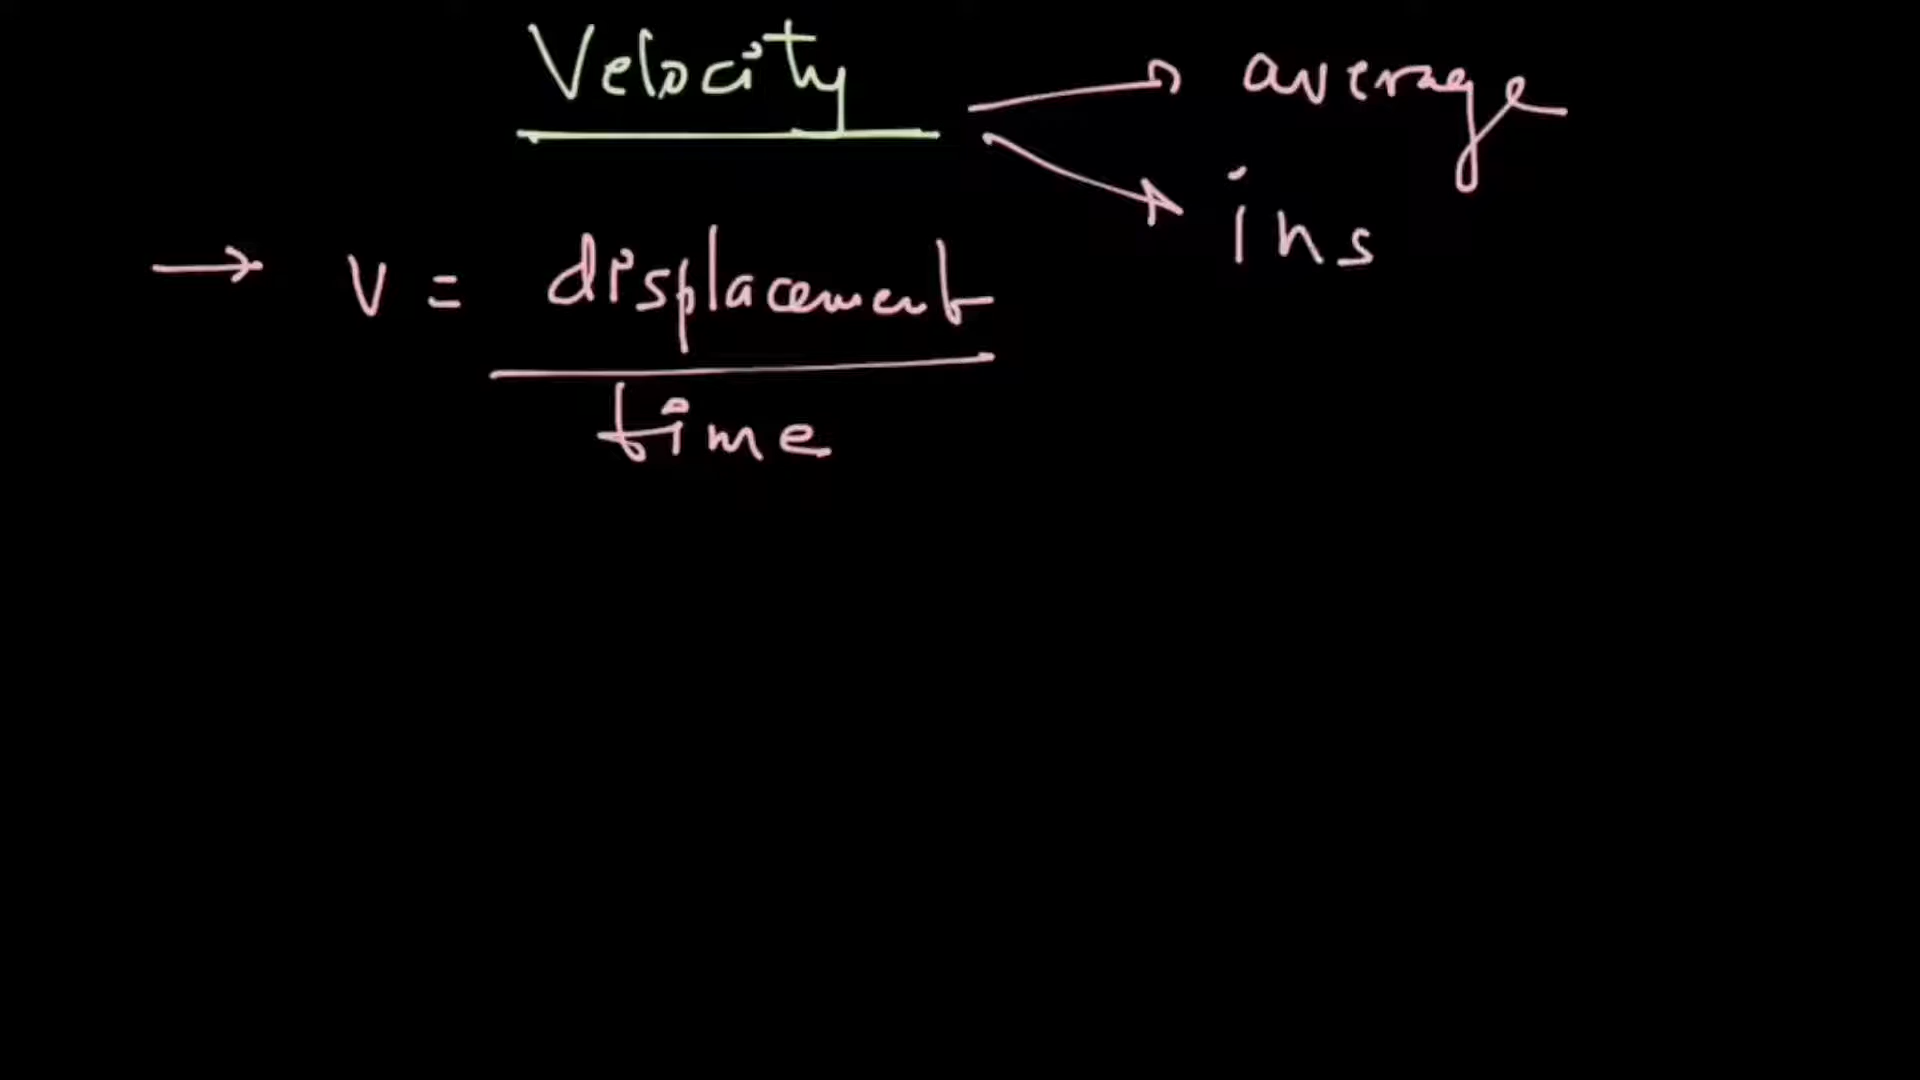 Velocity → average
→ ins
→ v = displacement
time